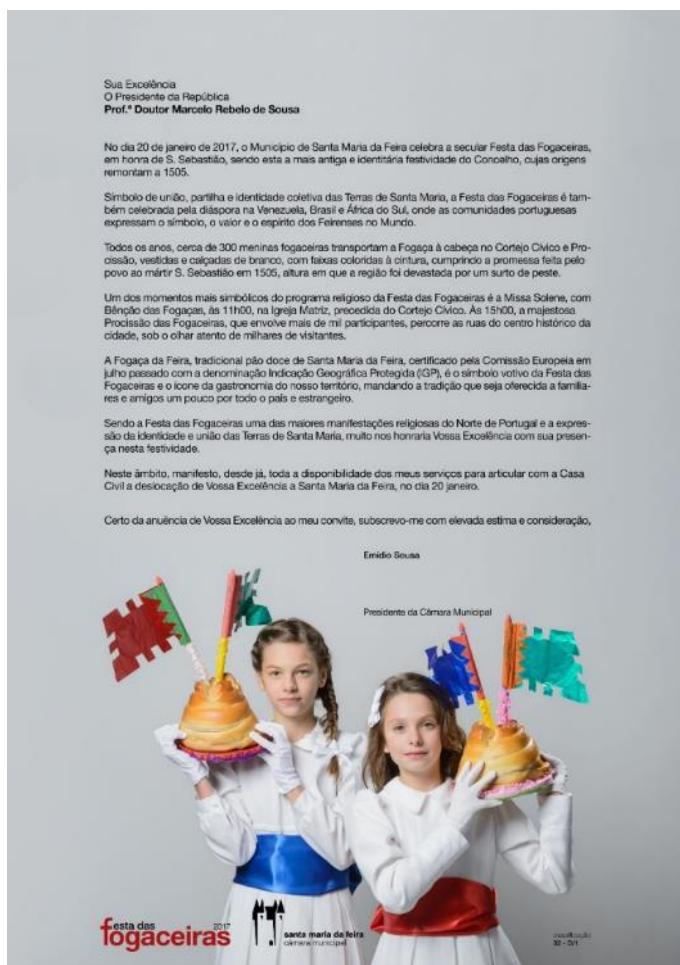 Sua Excelência
O Presidente da República
Prof.º Doutor Marcelo Rebelo de Sousa
No dia 20 de janeiro de 2017, o Município de Santa Maria da Feira celebra a secular Festa das Fogaceiras,
em honra de S. Sebastião, sendo esta a mais antiga e identitária festividade do Concelho, cujas origens
remontam a 1505.
Símbolo de união, partilha e identidade coletiva das Terras de Santa Maria, a Festa das Fogaceiras é tam-
bém celebrada pela diáspora na Venezuela, Brasil e África do Sul, onde as comunidades portuguesas
expressam o símbolo, o valor e o espírito dos Feirenses no Mundo.
Todos os anos, cerca de 300 meninas fogaceiras transportam a Fogaça à cabeça no Cortejo Cívico e Pro-
cissão, vestidas e calçadas de branco, com faixas coloridas à cintura, cumprindo a promessa feita pelo
povo ao mártir S. Sebastião em 1505, altura em que a região foi devastada por um surto de peste.
Um dos momentos mais simbólicos do programa religioso da Festa das Fogaceiras é a Missa Solene, com
Bênção das Fogaças, às 11h00, na Igreja Matriz, precedida do Cortejo Cívico. Às 15h00, a majestosa
Procissão das Fogaceiras, que envolve mais de mil participantes, percorre as ruas do centro histórico da
cidade, sob o olhar atento de milhares de visitantes.
A Fogaça da Feira, tradicional pão doce de Santa Maria da Feira, certificado pela Comissão Europeia em
julho passado com a denominação Indicação Geográfica Protegida (IGP), é o símbolo votivo da Festa das
Fogaceiras e o ícone da gastronomia do nosso território, mandando a tradição que seja oferecida a familia-
res e amigos um pouco por todo o país e estrangeiro.
Sendo a Festa das Fogaceiras uma das maiores manifestações religiosas do Norte de Portugal e a expres-
são da identidade e união das Terras de Santa Maria, muito nos honraria Vossa Excelência com sua presen-
ça nesta festividade.
Neste âmbito, manifesto, desde já, toda a disponibilidade dos meus serviços para articular com a Casa
Civil a deslocação de Vossa Excelência a Santa Maria da Feira, no dia 20 janeiro.
Certo da anuência de Vossa Excelência ao meu convite, subscrevo-me com elevada estima e consideração,
Emídio Sousa
Presidente da Câmara Municipal
festa das 2017
fogaceiras
santa maria da feira
câmara municipal